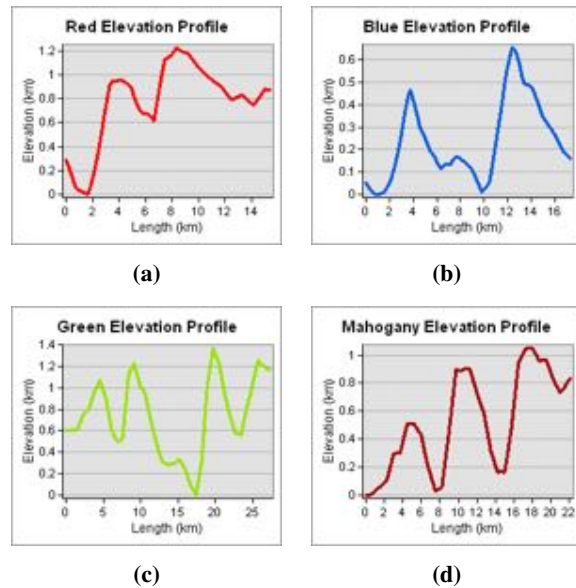 Red Elevation Profile
1.2
1
0.8
0.6
0.4
0.2
0
Elevation (km)
0 2 4 6 8 10 12 14
Length (km)
(a)
Blue Elevation Profile
0.6
0.5
0.4
0.3
0.2
0.1
0
Elevation (km)
0 2 4 6 8 10 12 14 16
Length (km)
(b)
Green Elevation Profile
1.4
1.2
1
0.8
0.6
0.4
0.2
0
Elevation (km)
0 5 10 15 20 25
Length (km)
(c)
Mahogany Elevation Profile
1
0.8
0.6
0.4
0.2
0
Elevation (km)
0 2 4 6 8 10 12 14 16 18 20 22
Length (km)
(d)